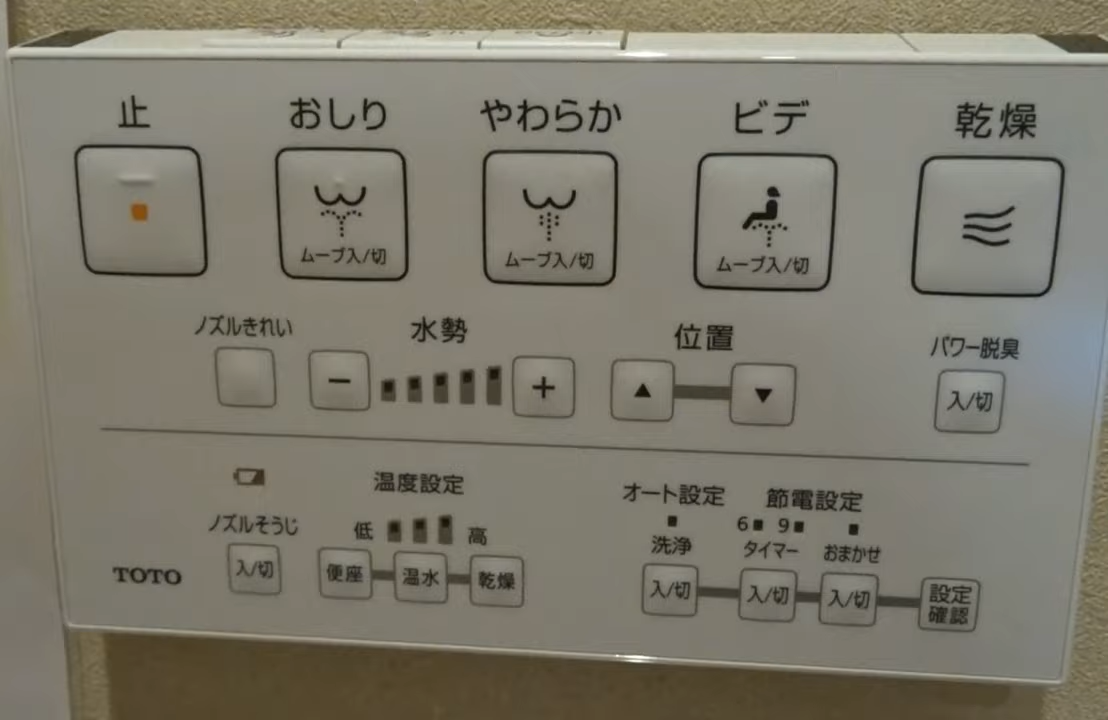 止 おしり やわらか ビデ 乾燥
ムーブ入/切 ムーブ入/切 ムーブ入/切
ノズルきれい 水勢 位置 パワー脱臭
− + ▲ ▼ 入/切
温度設定 オート設定 節電設定
ノズルそうじ 低 高 洗浄 6 9 タイマー おまかせ
TOTO 入/切 便座 温水 乾燥 入/切 入/切 入/切 設定
確認